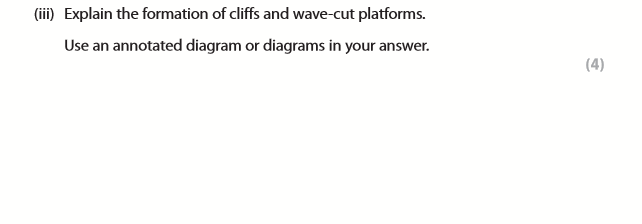 (iii) Explain the formation of cliffs and wave-cut platforms.
Use an annotated diagram or diagrams in your answer.
(4)